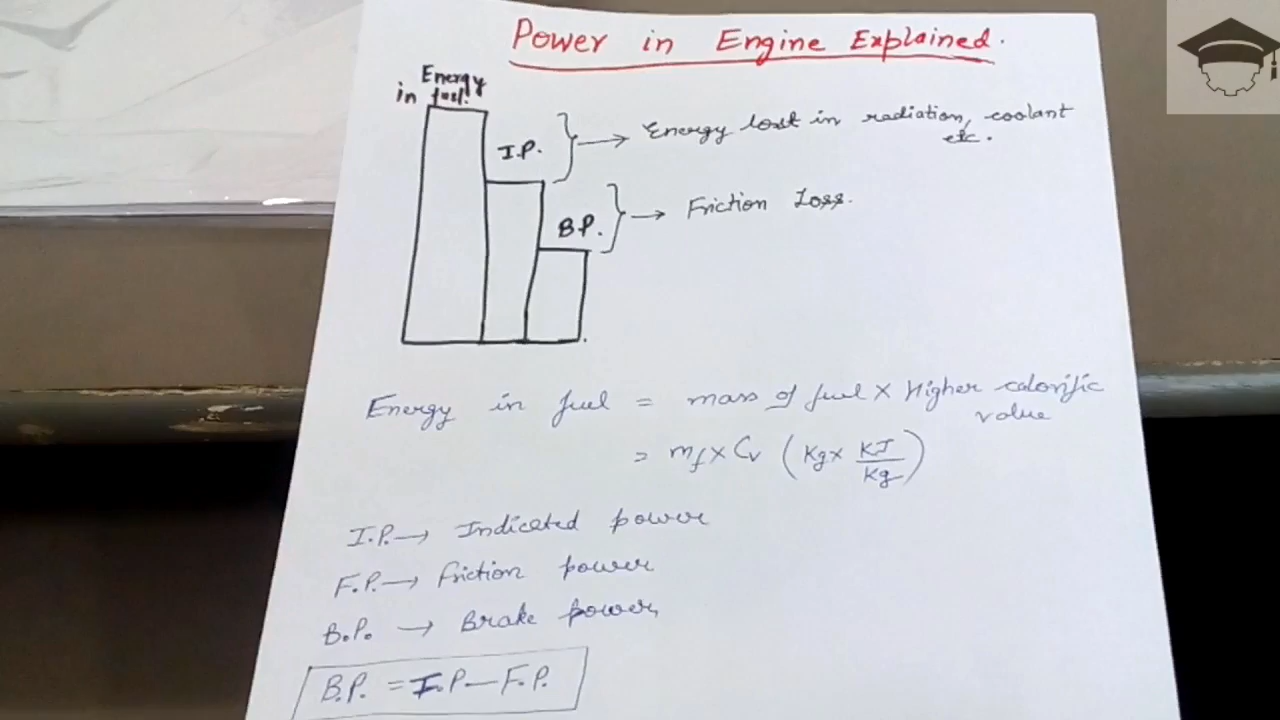 Power in Engine Explained.
Energy
in fuel.
I.P. → Energy lost in radiation, coolant
etc.
B.P. → Friction Loss.
Energy in fuel = mass of fuel × Higher calorific
value
= mf × Cv (Kg × KJ/Kg)
I.P. → Indicated power
F.P. → Friction power
B.P. → Brake power,
B.P. = I.P - F.P.